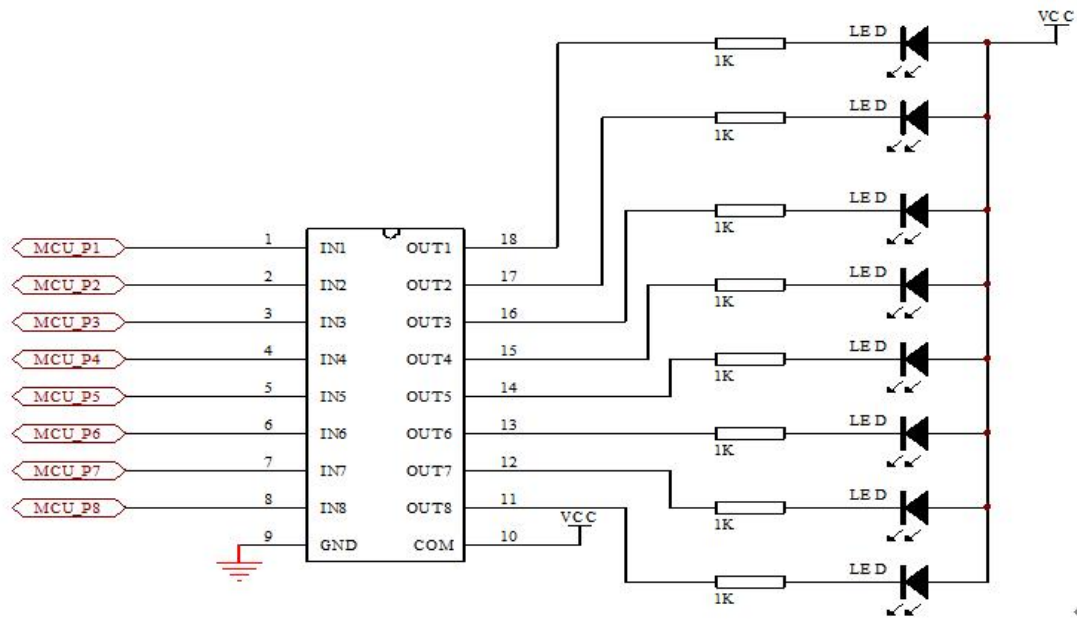 VCC
LED
1K
LED
1K
LED
1K
MCU_P1 1 IN1 OUT1 18
LED
MCU_P2 2 IN2 OUT2 17
1K
MCU_P3 3 IN3 OUT3 16
LED
MCU_P4 4 IN4 OUT4 15
1K
MCU_P5 5 IN5 OUT5 14
LED
MCU_P6 6 IN6 OUT6 13
1K
MCU_P7 7 IN7 OUT7 12
LED
MCU_P8 8 IN8 OUT8 11
1K
VCC
9 GND COM 10
LED
1K